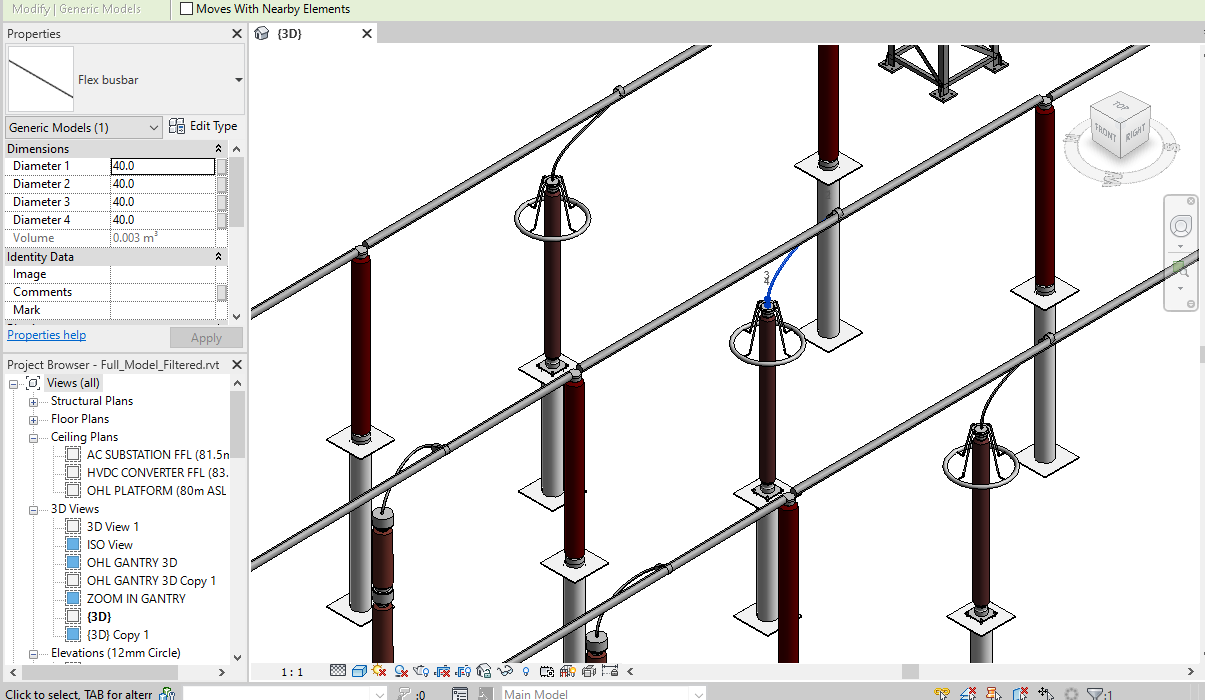 Modify | Generic Models
Moves With Nearby Elements
Properties
{3D}
Flex busbar
Generic Models (1)
Edit Type
Dimensions
Diameter 1 40.0
Diameter 2 40.0
Diameter 3 40.0
Diameter 4 40.0
Volume 0.003 m³
Identity Data
Image
Comments
Mark
Properties help
Apply
Project Browser - Full_Model_Filtered.rvt
Views (all)
Structural Plans
Floor Plans
Ceiling Plans
AC SUBSTATION FFL (81.5m
HVDC CONVERTER FFL (83.
OHL PLATFORM (80m ASL
3D Views
3D View 1
ISO View
OHL GANTRY 3D
OHL GANTRY 3D Copy 1
ZOOM IN GANTRY
{3D}
{3D} Copy 1
Elevations (12mm Circle)
TOP
FRONT
RIGHT
3
4
1 : 1
Click to select, TAB for altern
:0
Main Model
:1